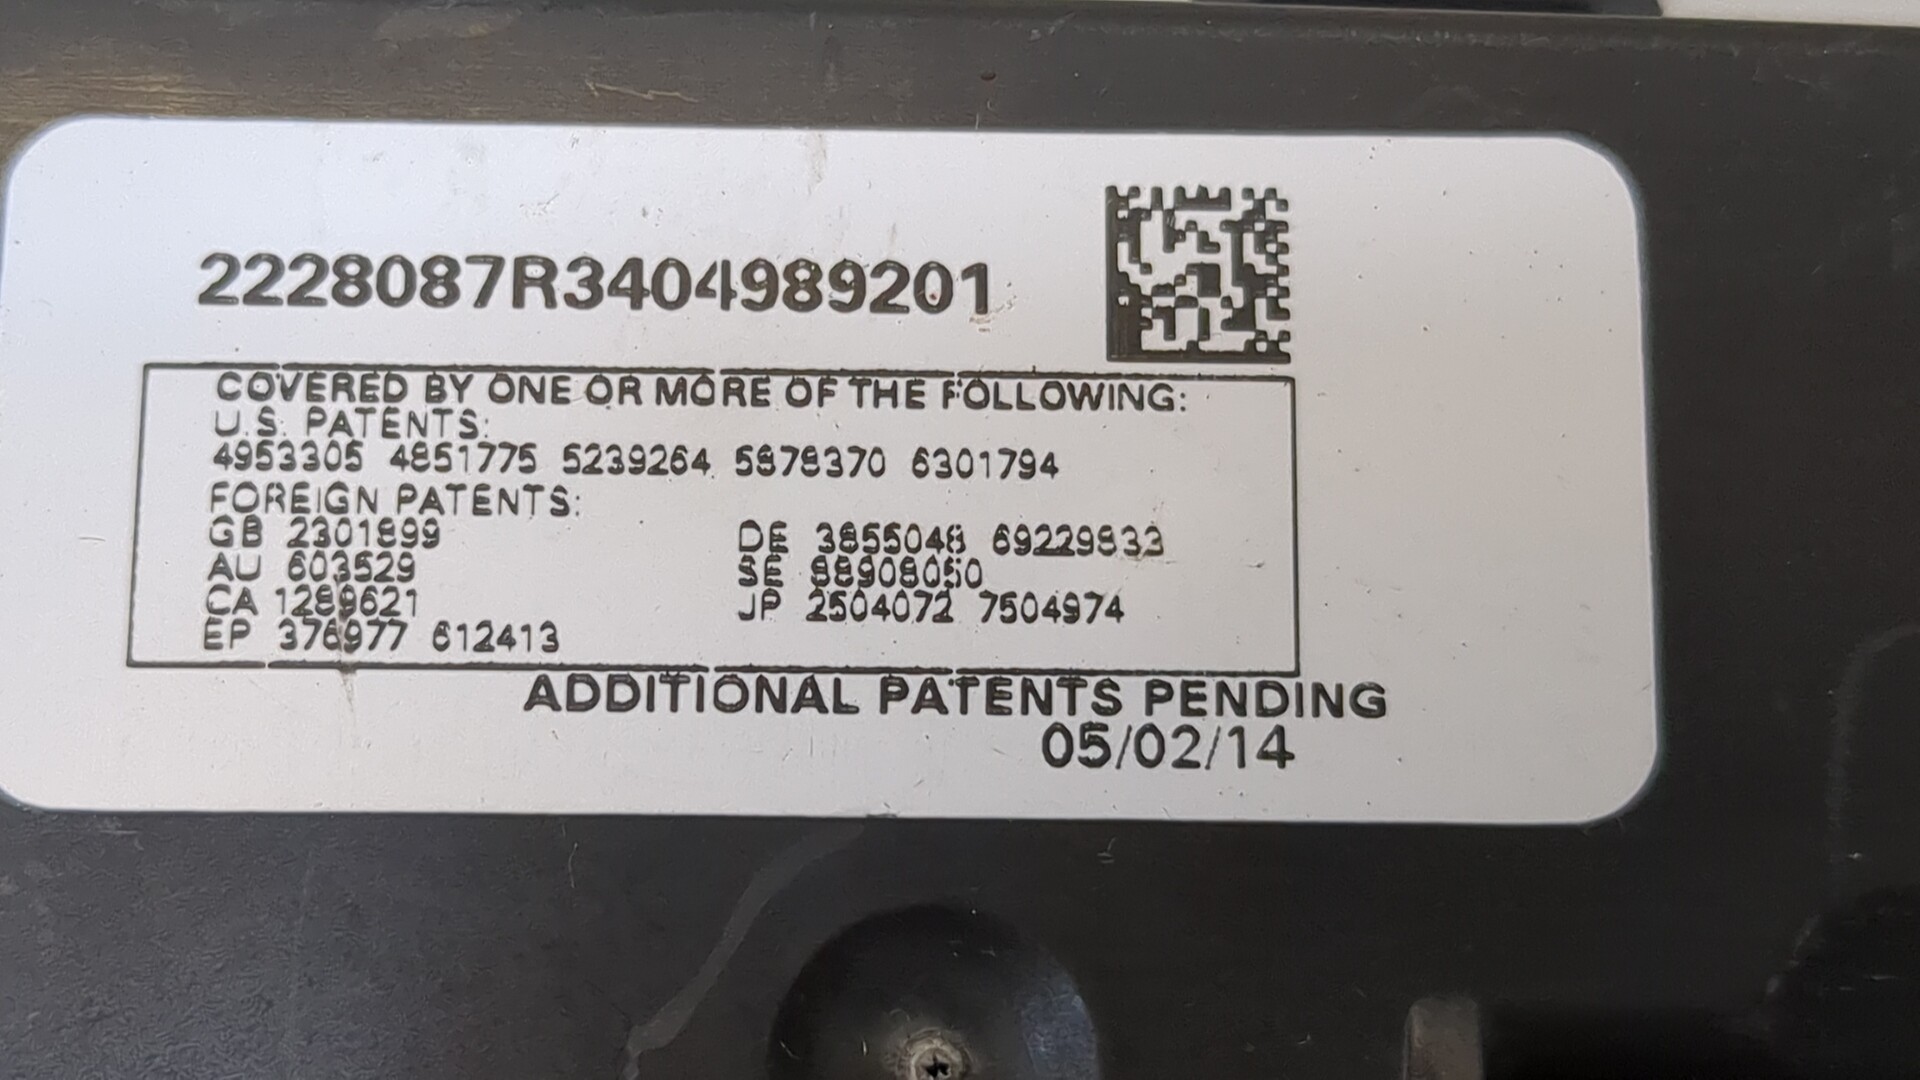 2228087R3404989201
COVERED BY ONE OR MORE OF THE FOLLOWING:
U.S. PATENTS:
4953305 4851775 5239264 5878370 6301794
FOREIGN PATENTS:
GB 2301899 DE 3855048 69229833
AU 603529 SE 88908050
CA 1289621 JP 2504072 7504974
EP 376977 612413
ADDITIONAL PATENTS PENDING
05/02/14